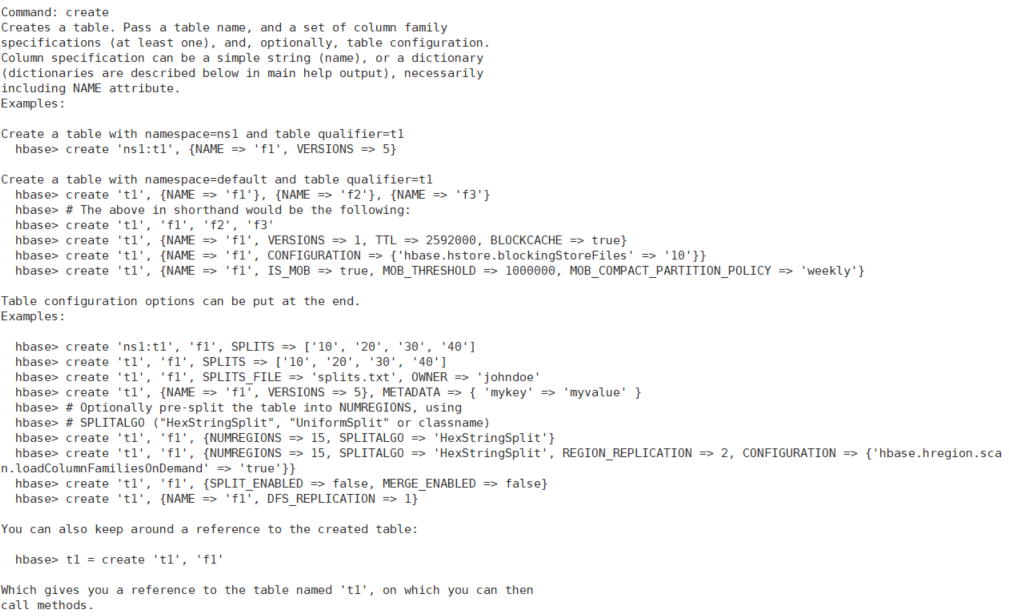 Command: create
Creates a table. Pass a table name, and a set of column family
specifications (at least one), and, optionally, table configuration.
Column specification can be a simple string (name), or a dictionary
(dictionaries are described below in main help output), necessarily
including NAME attribute.
Examples:

Create a table with namespace=ns1 and table qualifier=t1
  hbase> create 'ns1:t1', {NAME => 'f1', VERSIONS => 5}

Create a table with namespace=default and table qualifier=t1
  hbase> create 't1', {NAME => 'f1'}, {NAME => 'f2'}, {NAME => 'f3'}
  hbase> # The above in shorthand would be the following:
  hbase> create 't1', 'f1', 'f2', 'f3'
  hbase> create 't1', {NAME => 'f1', VERSIONS => 1, TTL => 2592000, BLOCKCACHE => true}
  hbase> create 't1', {NAME => 'f1', CONFIGURATION => {'hbase.hstore.blockingStoreFiles' => '10'}}
  hbase> create 't1', {NAME => 'f1', IS_MOB => true, MOB_THRESHOLD => 1000000, MOB_COMPACT_PARTITION_POLICY => 'weekly'}

Table configuration options can be put at the end.
Examples:

  hbase> create 'ns1:t1', 'f1', SPLITS => ['10', '20', '30', '40']
  hbase> create 't1', 'f1', SPLITS => ['10', '20', '30', '40']
  hbase> create 't1', 'f1', SPLITS_FILE => 'splits.txt', OWNER => 'johndoe'
  hbase> create 't1', {NAME => 'f1', VERSIONS => 5}, METADATA => { 'mykey' => 'myvalue' }
  hbase> # Optionally pre-split the table into NUMREGIONS, using
  hbase> # SPLITALGO ("HexStringSplit", "UniformSplit" or classname)
  hbase> create 't1', 'f1', {NUMREGIONS => 15, SPLITALGO => 'HexStringSplit'}
  hbase> create 't1', 'f1', {NUMREGIONS => 15, SPLITALGO => 'HexStringSplit', REGION_REPLICATION => 2, CONFIGURATION => {'hbase.hregion.sca
n.loadColumnFamiliesOnDemand' => 'true'}}
  hbase> create 't1', 'f1', {SPLIT_ENABLED => false, MERGE_ENABLED => false}
  hbase> create 't1', {NAME => 'f1', DFS_REPLICATION => 1}

You can also keep around a reference to the created table:

  hbase> t1 = create 't1', 'f1'

Which gives you a reference to the table named 't1', on which you can then
call methods.